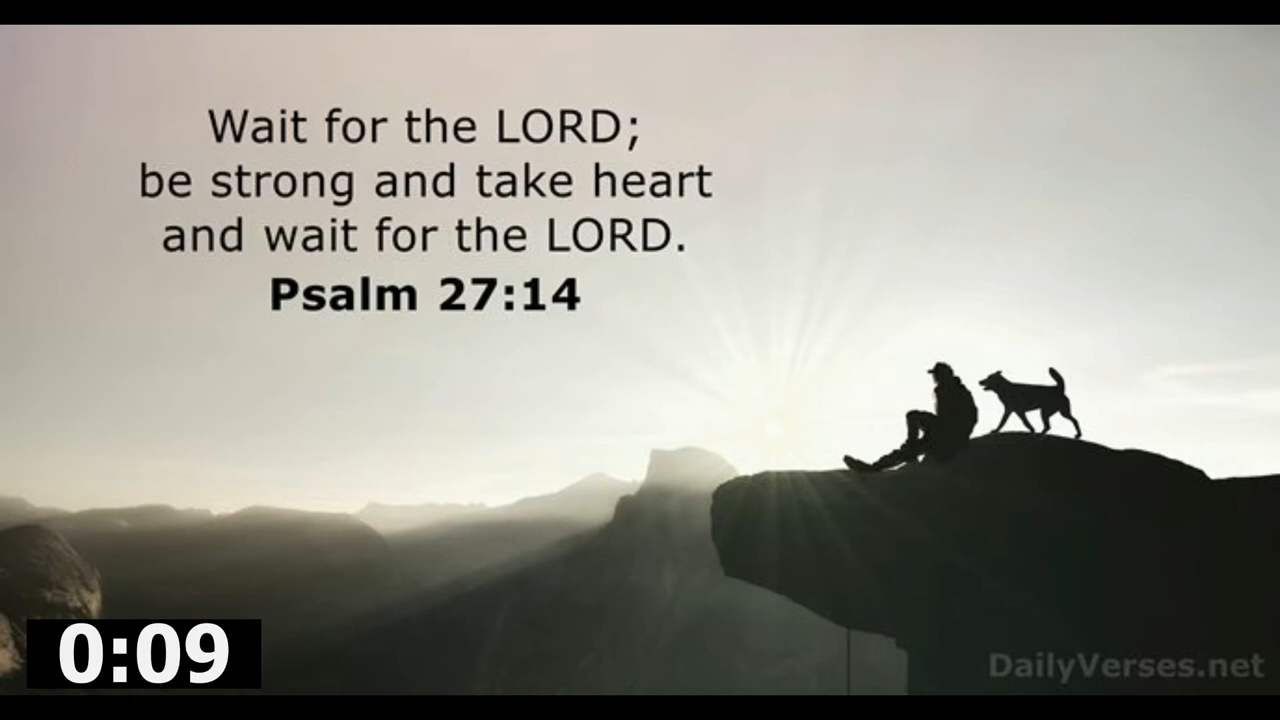 Wait for the LORD;
be strong and take heart
and wait for the LORD.
Psalm 27:14
0:09
DailyVerses.net